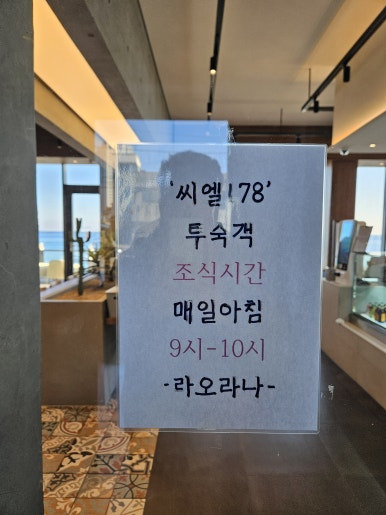 '씨엘178'
투숙객
조식시간
매일아침
9시-10시
-라오라나-